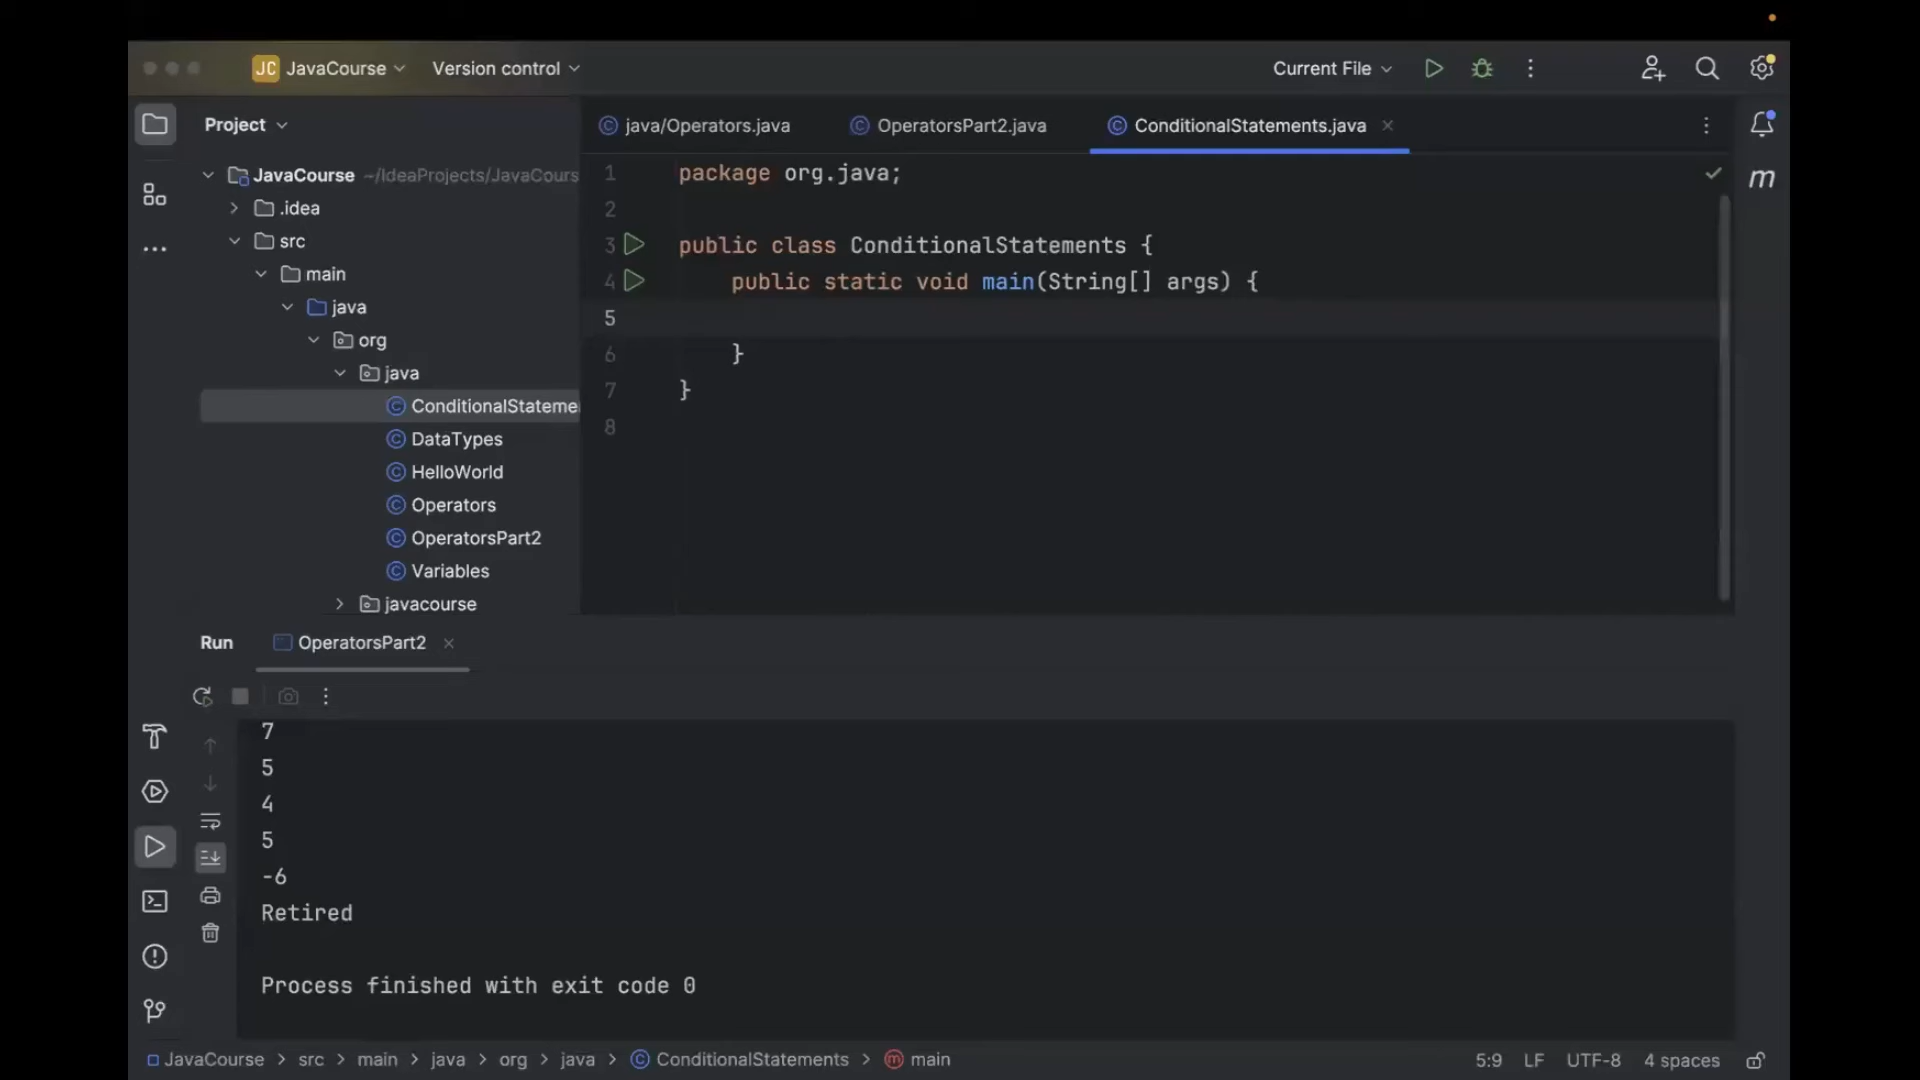 JC JavaCourse Version control Current File
Project
java/Operators.java OperatorsPart2.java ConditionalStatements.java
JavaCourse ~/IdeaProjects/JavaCours
.idea
src
main
java
org
java
ConditionalStateme
DataTypes
HelloWorld
Operators
OperatorsPart2
Variables
javacourse
1 package org.java;
2
3 public class ConditionalStatements {
4 public static void main(String[] args) {
5
6 }
7 }
8
m
Run OperatorsPart2
7
5
4
5
-6
Retired
Process finished with exit code 0
JavaCourse > src > main > java > org > java > ConditionalStatements > main 5:9 LF UTF-8 4 spaces